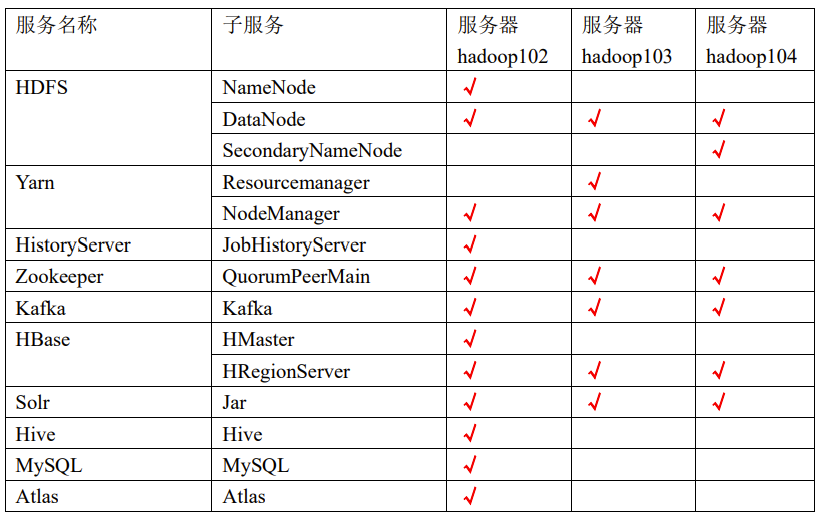 服务名称 子服务 服务器 服务器 服务器
hadoop102 hadoop103 hadoop104
HDFS NameNode √
DataNode √ √ √
SecondaryNameNode √
Yarn Resourcemanager √
NodeManager √ √ √
HistoryServer JobHistoryServer √
Zookeeper QuorumPeerMain √ √ √
Kafka Kafka √ √ √
HBase HMaster √
HRegionServer √ √ √
Solr Jar √ √ √
Hive Hive √
MySQL MySQL √
Atlas Atlas √